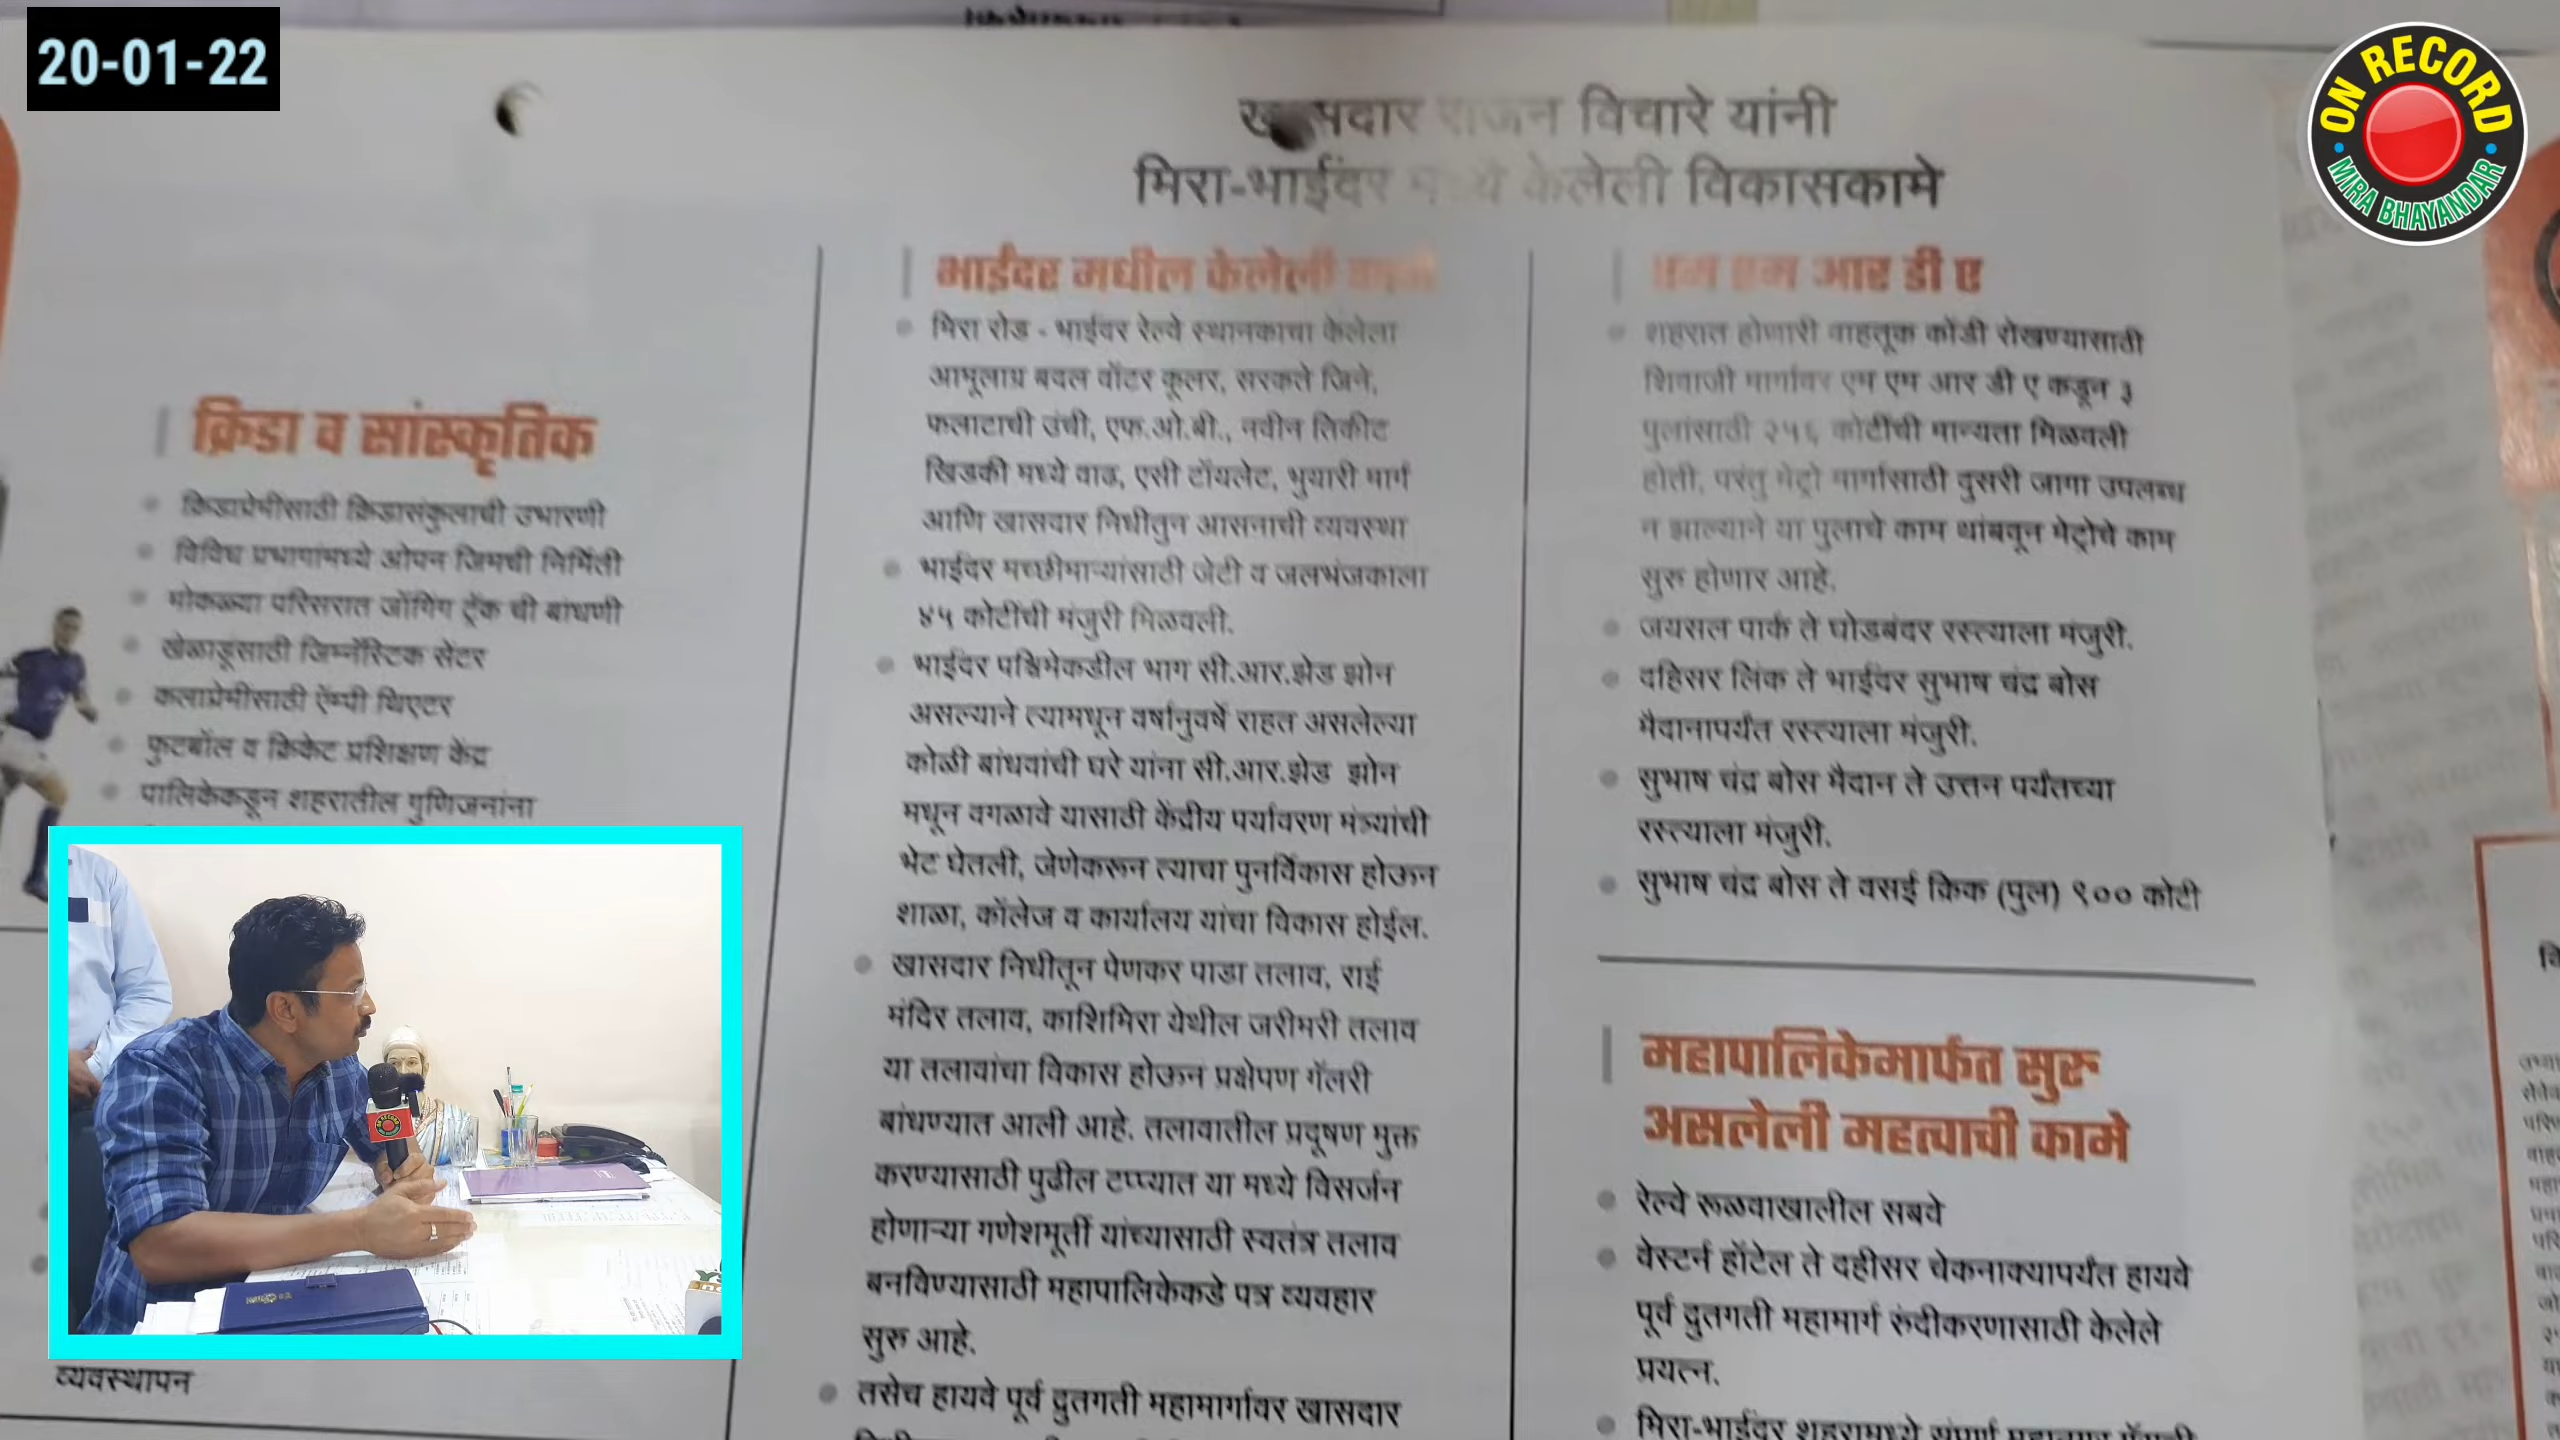 20-01-22
ON RECORD
MIRA BHAYANDAR
विचारे यांनी
मिरा-भाईंदर केलेली विकासकामे
क्रिडा व सांस्कृतिक
क्रिडाप्रेमींसाठी क्रिडासंकुलाची उभारणी
विविध प्रभागांमध्ये ओपन जिमची निर्मिती
मोकळ्या परिसरात जॉगिंग ट्रॅक ची बांधणी
खेळाडूंसाठी जिम्नॅस्टिक सेंटर
कलाप्रेमींसाठी ऍम्पी थिएटर
फुटबॉल व क्रिकेट प्रशिक्षण केंद्र
पालिकेकडून शहरातील गुणिजनांना
व्यवस्थापन
भाईंदर मधील केलेली कामे
मिरा रोड - भाईंदर रेल्वे स्थानकाचा केलेला
आमूलाग्र बदल वॉटर कूलर, सरकते जिने,
फलाटाची उंची, एफ.ओ.बी., नवीन तिकीट
खिडकी मध्ये वाढ, एसी टॉयलेट, भुयारी मार्ग
आणि खासदार निधीतुन आसनाची व्यवस्था
भाईंदर मच्छीमाऱ्यांसाठी जेटी व जलभंजकाला
४५ कोटींची मंजुरी मिळवली.
भाईंदर पश्चिमेकडील भाग सी.आर.झेड झोन
असल्याने त्यामधून वर्षानुवर्षे राहत असलेल्या
कोळी बांधवांची घरे यांना सी.आर.झेड झोन
मधून वगळावे यासाठी केंद्रीय पर्यावरण मंत्र्यांची
भेट घेतली, जेणेकरून त्याचा पुनर्विकास होऊन
शाळा, कॉलेज व कार्यालय यांचा विकास होईल.
खासदार निधीतून पेणकर पाडा तलाव, राई
मंदिर तलाव, काशिमिरा येथील जरीमरी तलाव
या तलावांचा विकास होऊन प्रक्षेपण गॅलरी
बांधण्यात आली आहे. तलावातील प्रदूषण मुक्त
करण्यासाठी पुढील टप्प्यात या मध्ये विसर्जन
होणाऱ्या गणेशमूर्ती यांच्यासाठी स्वतंत्र तलाव
बनविण्यासाठी महापालिकेकडे पत्र व्यवहार
सुरु आहे.
तसेच हायवे पूर्व द्रुतगती महामार्गावर खासदार
एम एम आर डी ए
शहरात होणारी वाहतूक कोंडी रोखण्यासाठी
शिवाजी मार्गावर एम एम आर डी ए कडून ३
पुलांसाठी २५६ कोटींची मान्यता मिळवली
होती, परंतु मेट्रो मार्गासाठी दुसरी जागा उपलब्ध
न झाल्याने या पुलाचे काम थांबवून मेट्रोचे काम
सुरु होणार आहे.
जयसल पार्क ते घोडबंदर रस्त्याला मंजुरी.
दहिसर लिंक ते भाईंदर सुभाष चंद्र बोस
मैदानापर्यंत रस्त्याला मंजुरी.
सुभाष चंद्र बोस मैदान ते उत्तन पर्यंतच्या
रस्त्याला मंजुरी.
सुभाष चंद्र बोस ते वसई क्रिक (पुल) ९०० कोटी
महापालिकेमार्फत सुरु
असलेली महत्वाची कामे
रेल्वे रूळवाखालील सबवे
वेस्टर्न हॉटेल ते दहीसर चेकनाक्यापर्यंत हायवे
पूर्व द्रुतगती महामार्ग रुंदीकरणासाठी केलेले
प्रयत्न.
मिरा-भाईंदर शहरामध्ये संपूर्ण